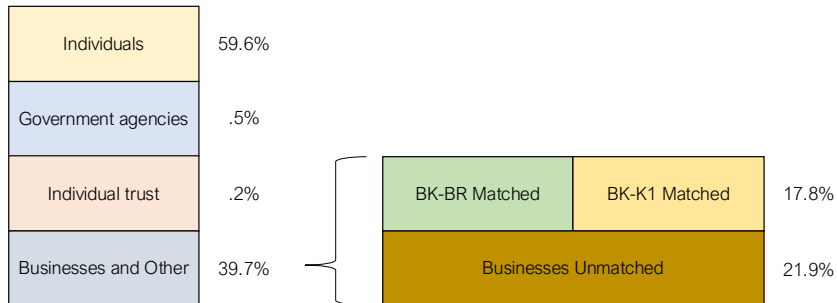 Individuals 59.6%
Government agencies .5%
Individual trust .2%
BK-BR Matched BK-K1 Matched 17.8%
Businesses and Other 39.7%
Businesses Unmatched 21.9%